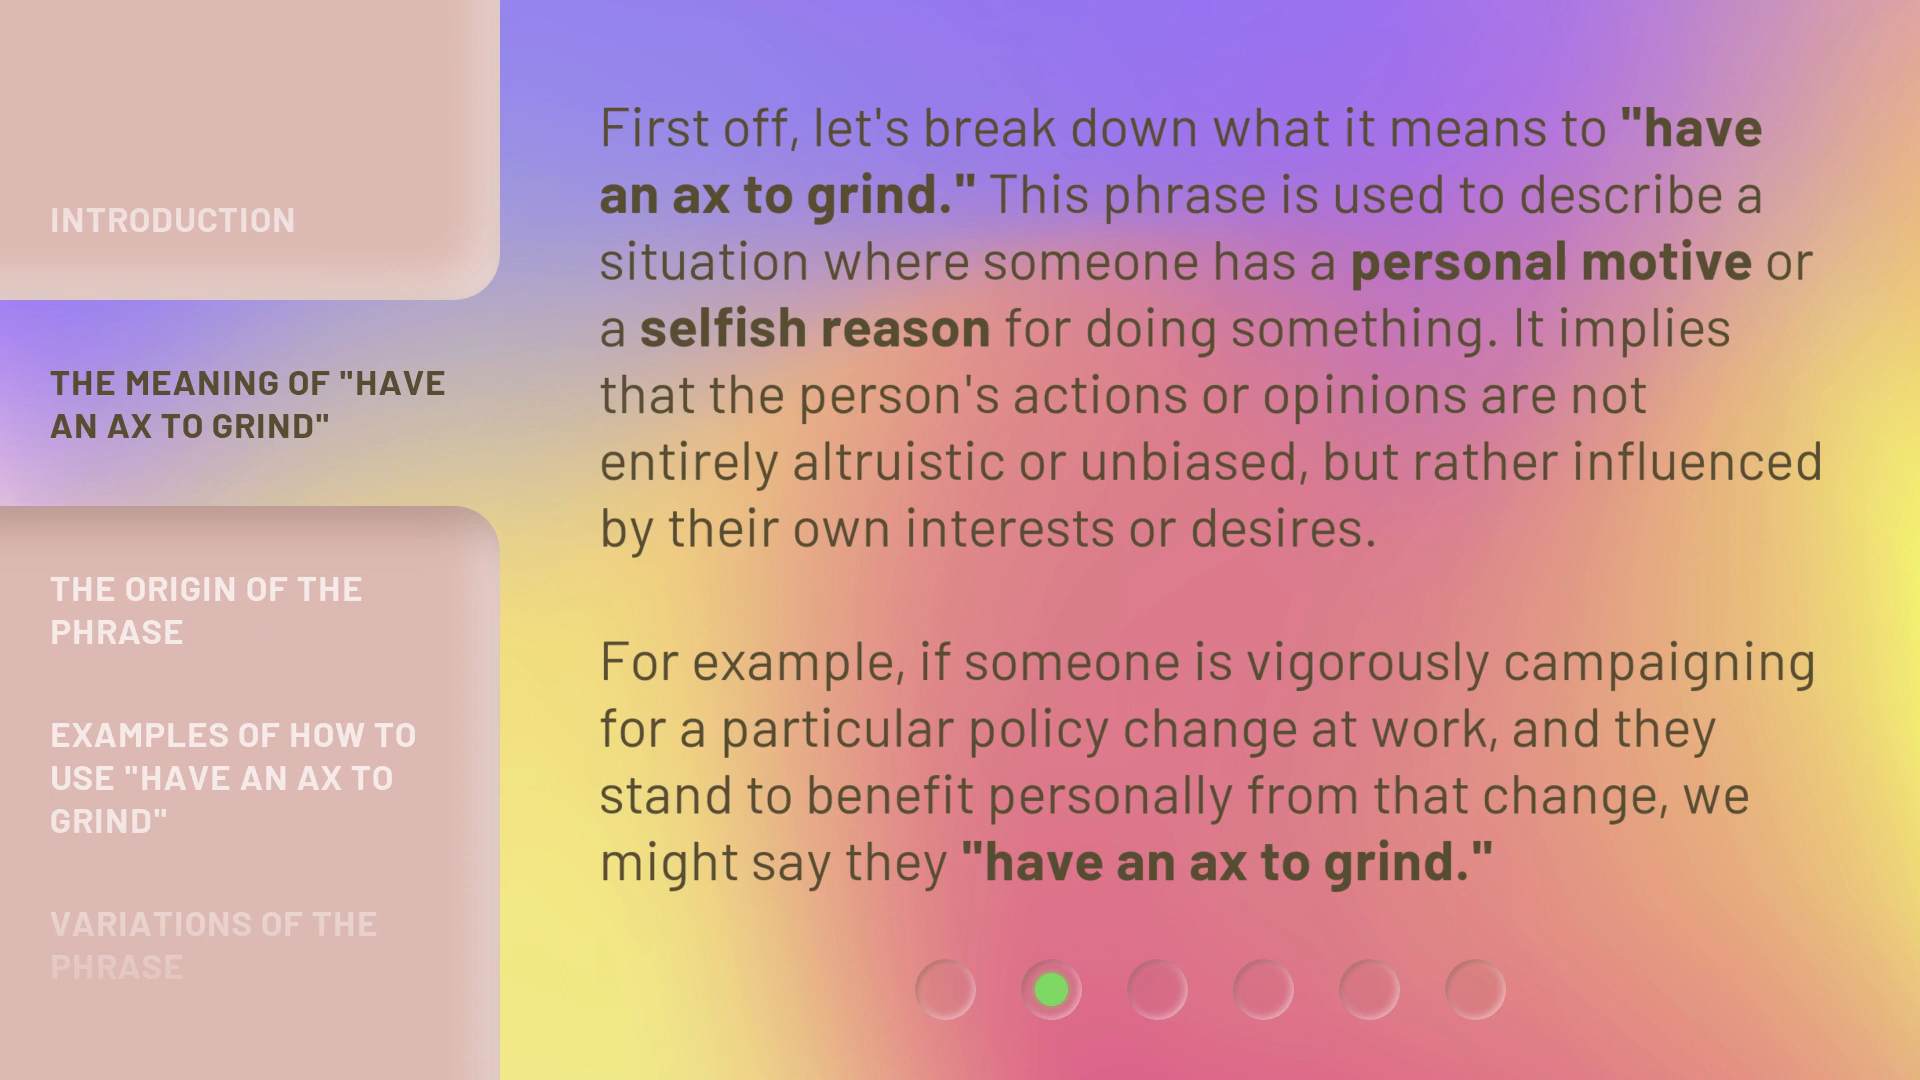 INTRODUCTION
THE MEANING OF "HAVE
AN AX TO GRIND"
THE ORIGIN OF THE
PHRASE
EXAMPLES OF HOW TO
USE "HAVE AN AX TO
GRIND"
VARIATIONS OF THE
PHRASE
First off, let's break down what it means to "have
an ax to grind." This phrase is used to describe a
situation where someone has a personal motive or
a selfish reason for doing something. It implies
that the person's actions or opinions are not
entirely altruistic or unbiased, but rather influenced
by their own interests or desires.
For example, if someone is vigorously campaigning
for a particular policy change at work, and they
stand to benefit personally from that change, we
might say they "have an ax to grind."